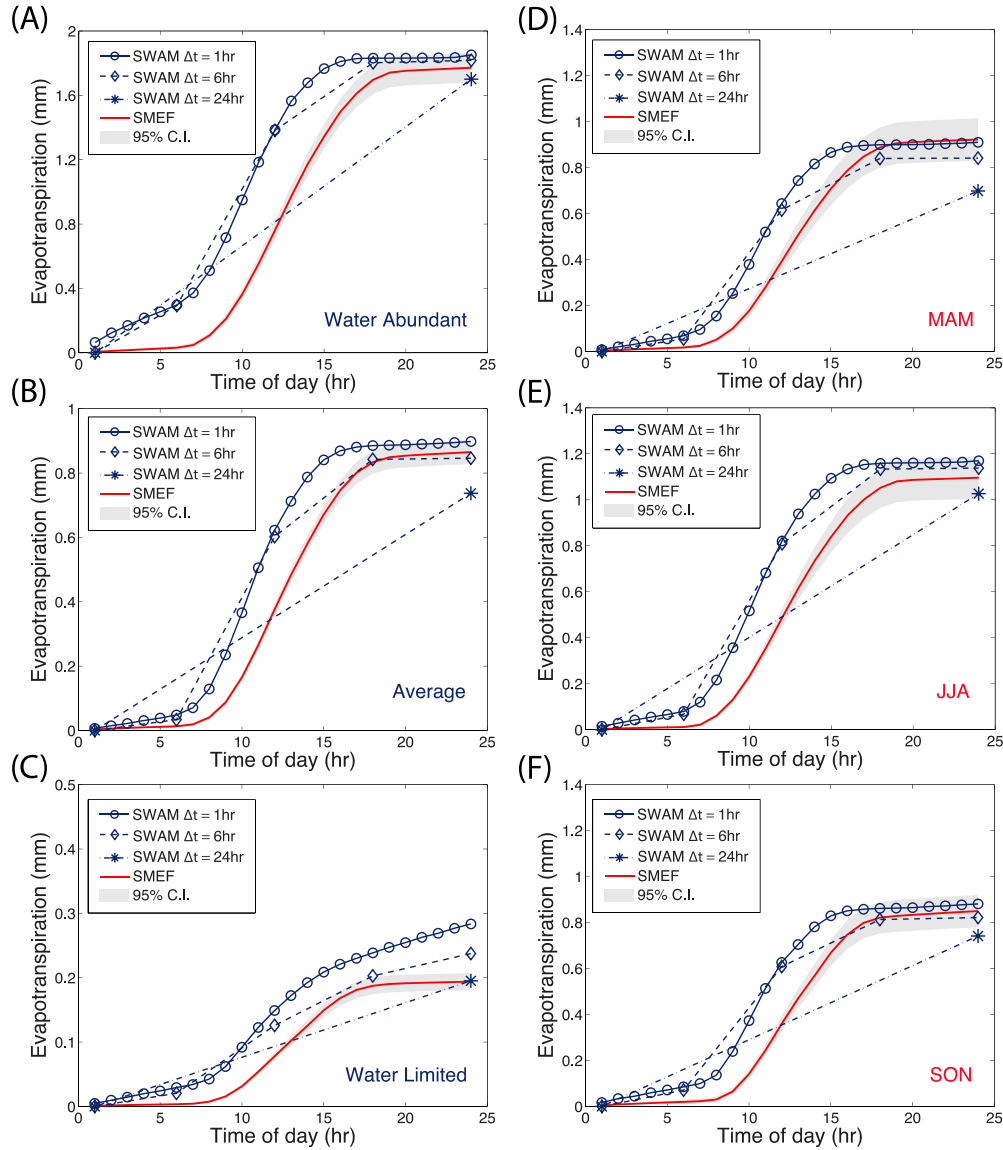 (A)
Evapotranspiration (mm)
2
1.6
1.2
0.8
0.4
0
SWAM Δt = 1hr
SWAM Δt = 6hr
SWAM Δt = 24hr
SMEF
95% C.I.
Water Abundant
0 5 10 15 20 25
Time of day (hr)
(B)
Evapotranspiration (mm)
1
0.8
0.6
0.4
0.2
0
SWAM Δt = 1hr
SWAM Δt = 6hr
SWAM Δt = 24hr
SMEF
95% C.I.
Average
0 5 10 15 20 25
Time of day (hr)
(C)
Evapotranspiration (mm)
0.5
0.4
0.3
0.2
0.1
0
SWAM Δt = 1hr
SWAM Δt = 6hr
SWAM Δt = 24hr
SMEF
95% C.I.
Water Limited
0 5 10 15 20 25
Time of day (hr)
(D)
Evapotranspiration (mm)
1.4
1.2
1
0.8
0.6
0.4
0.2
0
SWAM Δt = 1hr
SWAM Δt = 6hr
SWAM Δt = 24hr
SMEF
95% C.I.
MAM
0 5 10 15 20 25
Time of day (hr)
(E)
Evapotranspiration (mm)
1.4
1.2
1
0.8
0.6
0.4
0.2
0
SWAM Δt = 1hr
SWAM Δt = 6hr
SWAM Δt = 24hr
SMEF
95% C.I.
JJA
0 5 10 15 20 25
Time of day (hr)
(F)
Evapotranspiration (mm)
1.4
1.2
1
0.8
0.6
0.4
0.2
0
SWAM Δt = 1hr
SWAM Δt = 6hr
SWAM Δt = 24hr
SMEF
95% C.I.
SON
0 5 10 15 20 25
Time of day (hr)